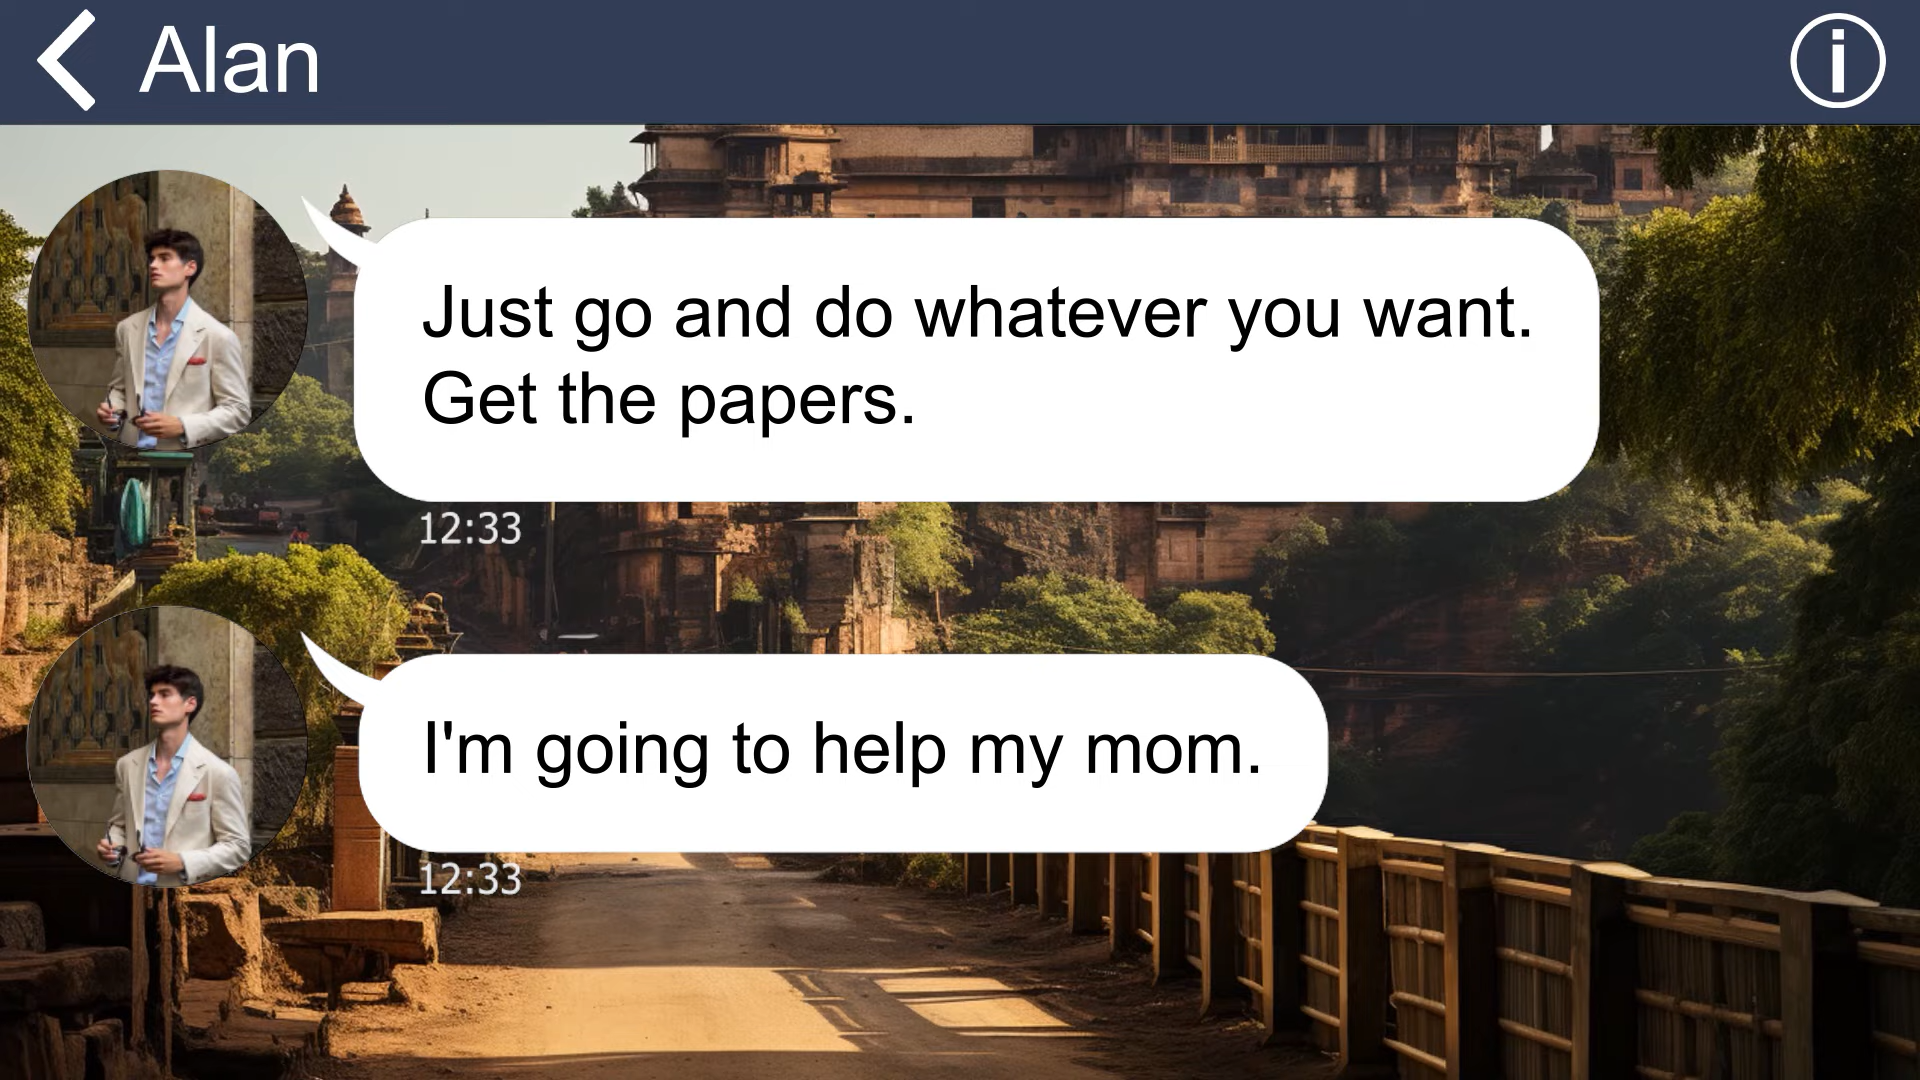 Alan
Just go and do whatever you want.
Get the papers.
12:33
I'm going to help my mom.
12:33